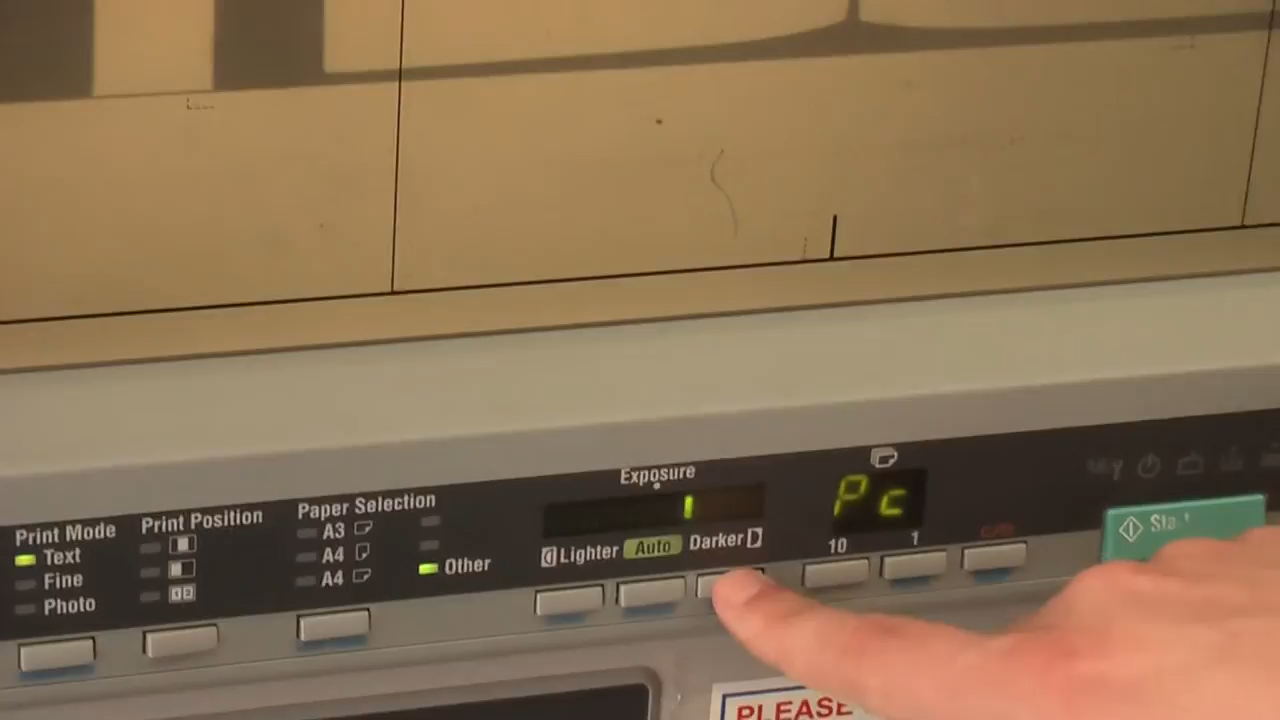 Exposure
Print Mode
Print Position
Paper Selection
Text
Fine
Photo
A3
A4
A4
Other
Lighter
Auto
Darker
Pc
10
1
PLEASE